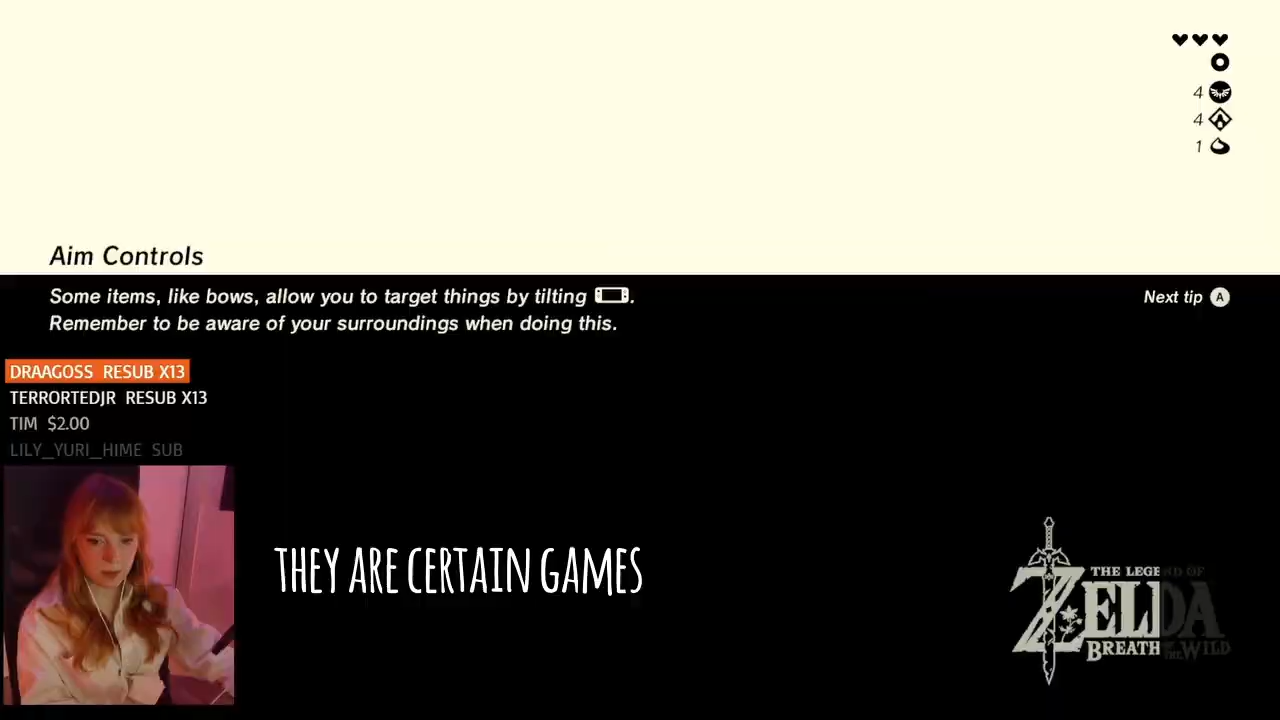 4
4
1
Aim Controls
Some items, like bows, allow you to target things by tilting .
Remember to be aware of your surroundings when doing this.
Next tip A
DRAAGOSS RESUB X13
TERRORTEDJR RESUB X13
TIM $2.00
LILY_YURI_HIME SUB
THEY ARE CERTAIN GAMES
THE LEGEND OF
ZELDA
BREATH OF THE WILD